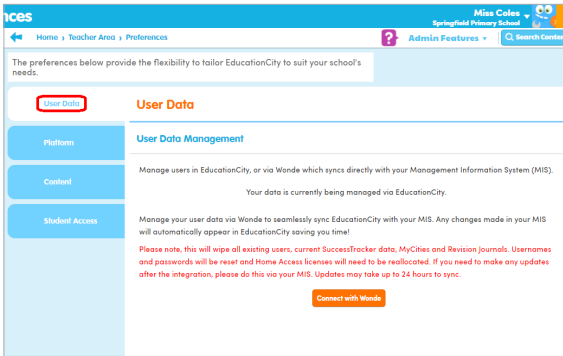 nces
Miss Coles
Springfield Primary School
Home › Teacher Area › Preferences
?
Admin Features
Search Conten
The preferences below provide the flexibility to tailor EducationCity to suit your school's
needs.
User Data
Platform
Content
Student Access
User Data
User Data Management
Manage users in EducationCity, or via Wonde which syncs directly with your Management Information System (MIS).
Your data is currently being managed via EducationCity.
Manage your user data via Wonde to seamlessly sync EducationCity with your MIS. Any changes made in your MIS
will automatically appear in EducationCity saving you time!
Please note, this will wipe all existing users, current SuccessTracker data, MyCities and Revision Journals. Usernames
and passwords will be reset and Home Access licenses will need to be reallocated. If you need to make any updates
after the integration, please do this via your MIS. Updates may take up to 24 hours to sync.
Connect with Wonde